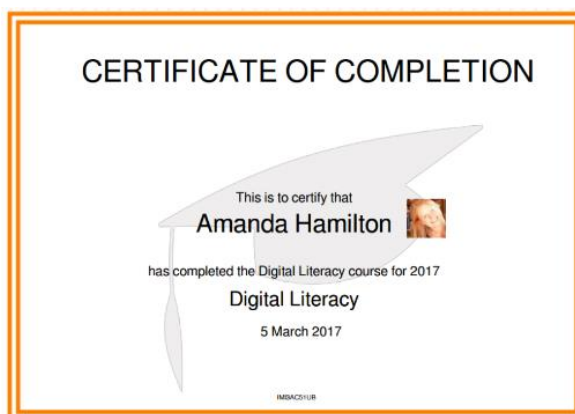 CERTIFICATE OF COMPLETION
This is to certify that
Amanda Hamilton
has completed the Digital Literacy course for 2017
Digital Literacy
5 March 2017